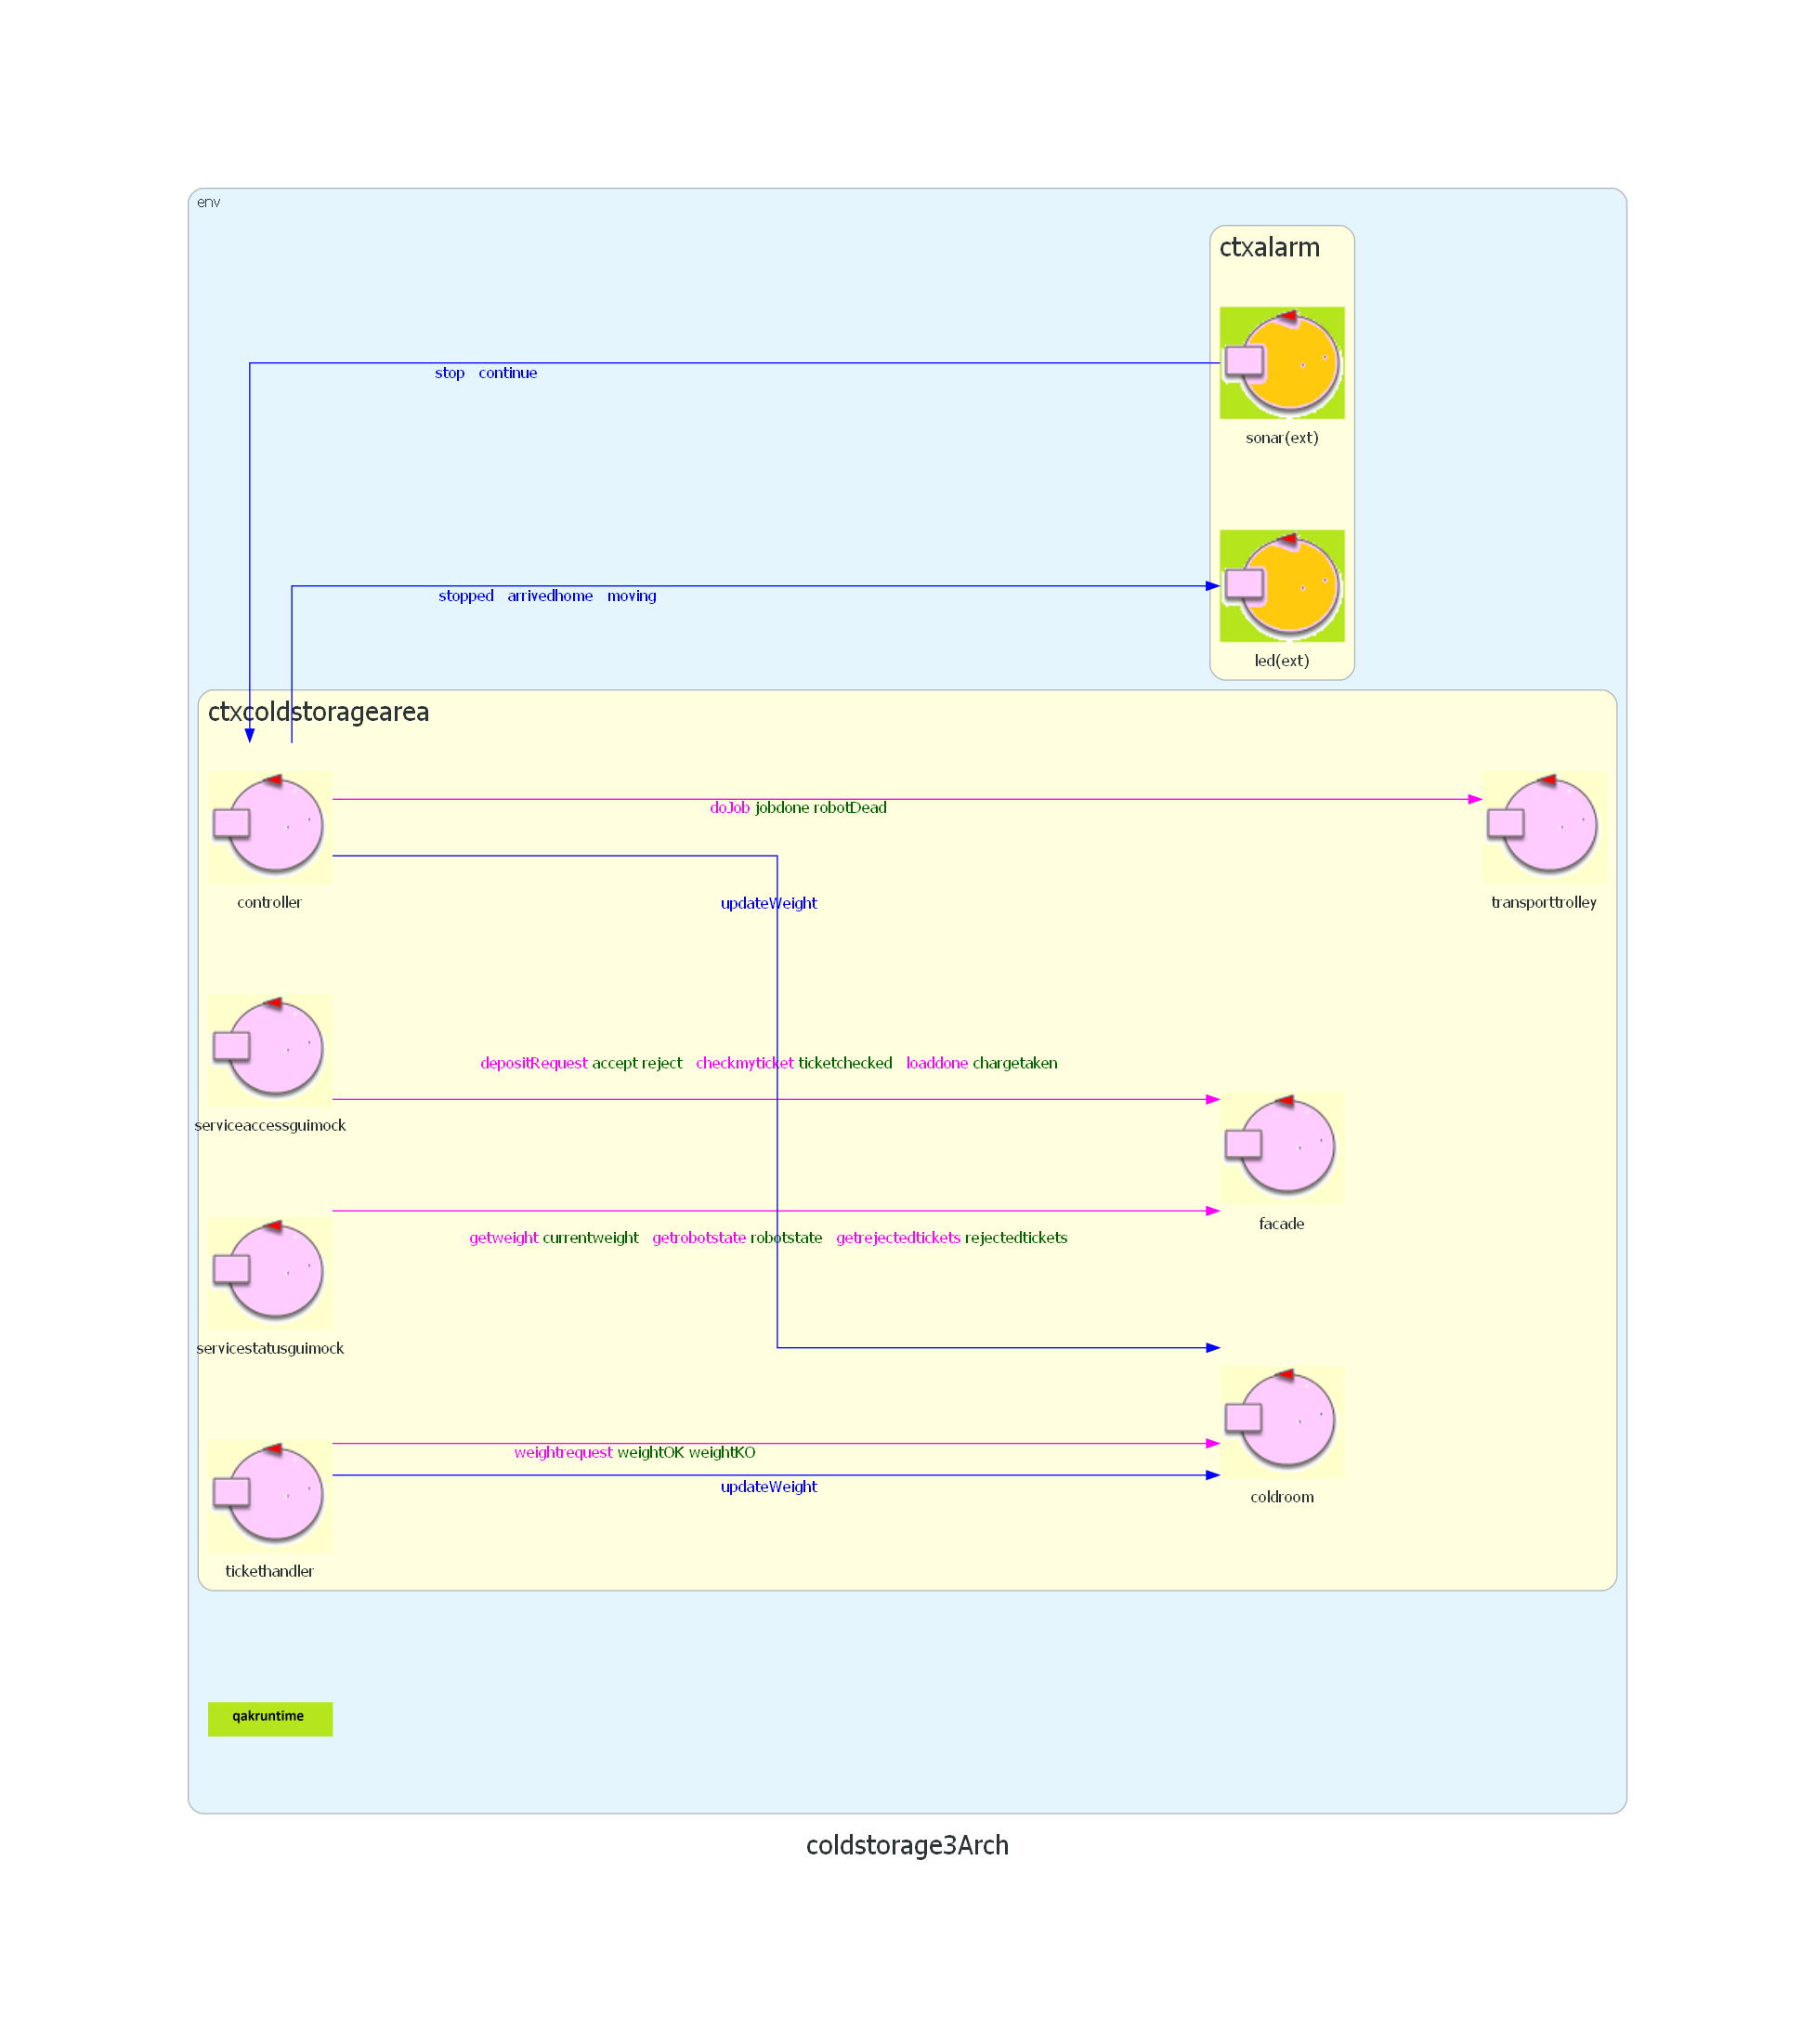 env
ctxalarm
sonar(ext)
stop continue
stopped arrivedhome moving
led(ext)
ctxcoldstoragearea
doJob jobdone robotDead
controller
transporttrolley
updateWeight
depositRequest accept reject checkmyticket ticketchecked loaddone chargetaken
serviceaccessguimock
facade
getweight currentweight getrobotstate robotstate getrejectedtickets rejectedtickets
servicestatusguimock
weightrequest weightOK weightKO
updateWeight
coldroom
tickethandler
qakruntime
coldstorage3Arch